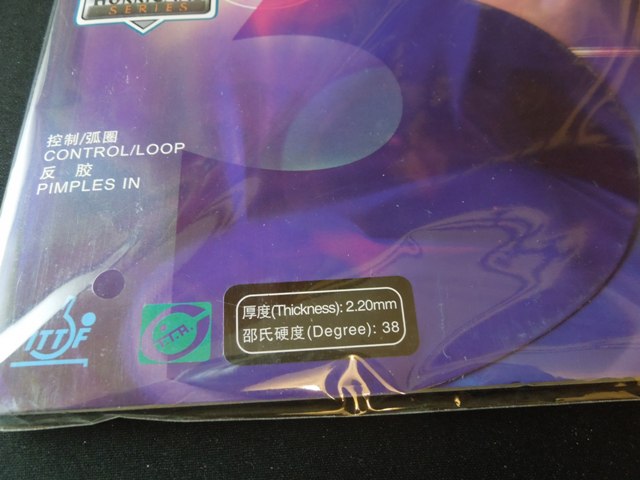 SERIES
控制/弧圈
CONTROL/LOOP
反 胶
PIMPLES IN
ITTF
厚度(Thickness): 2.20mm
邵氏硬度(Degree): 38